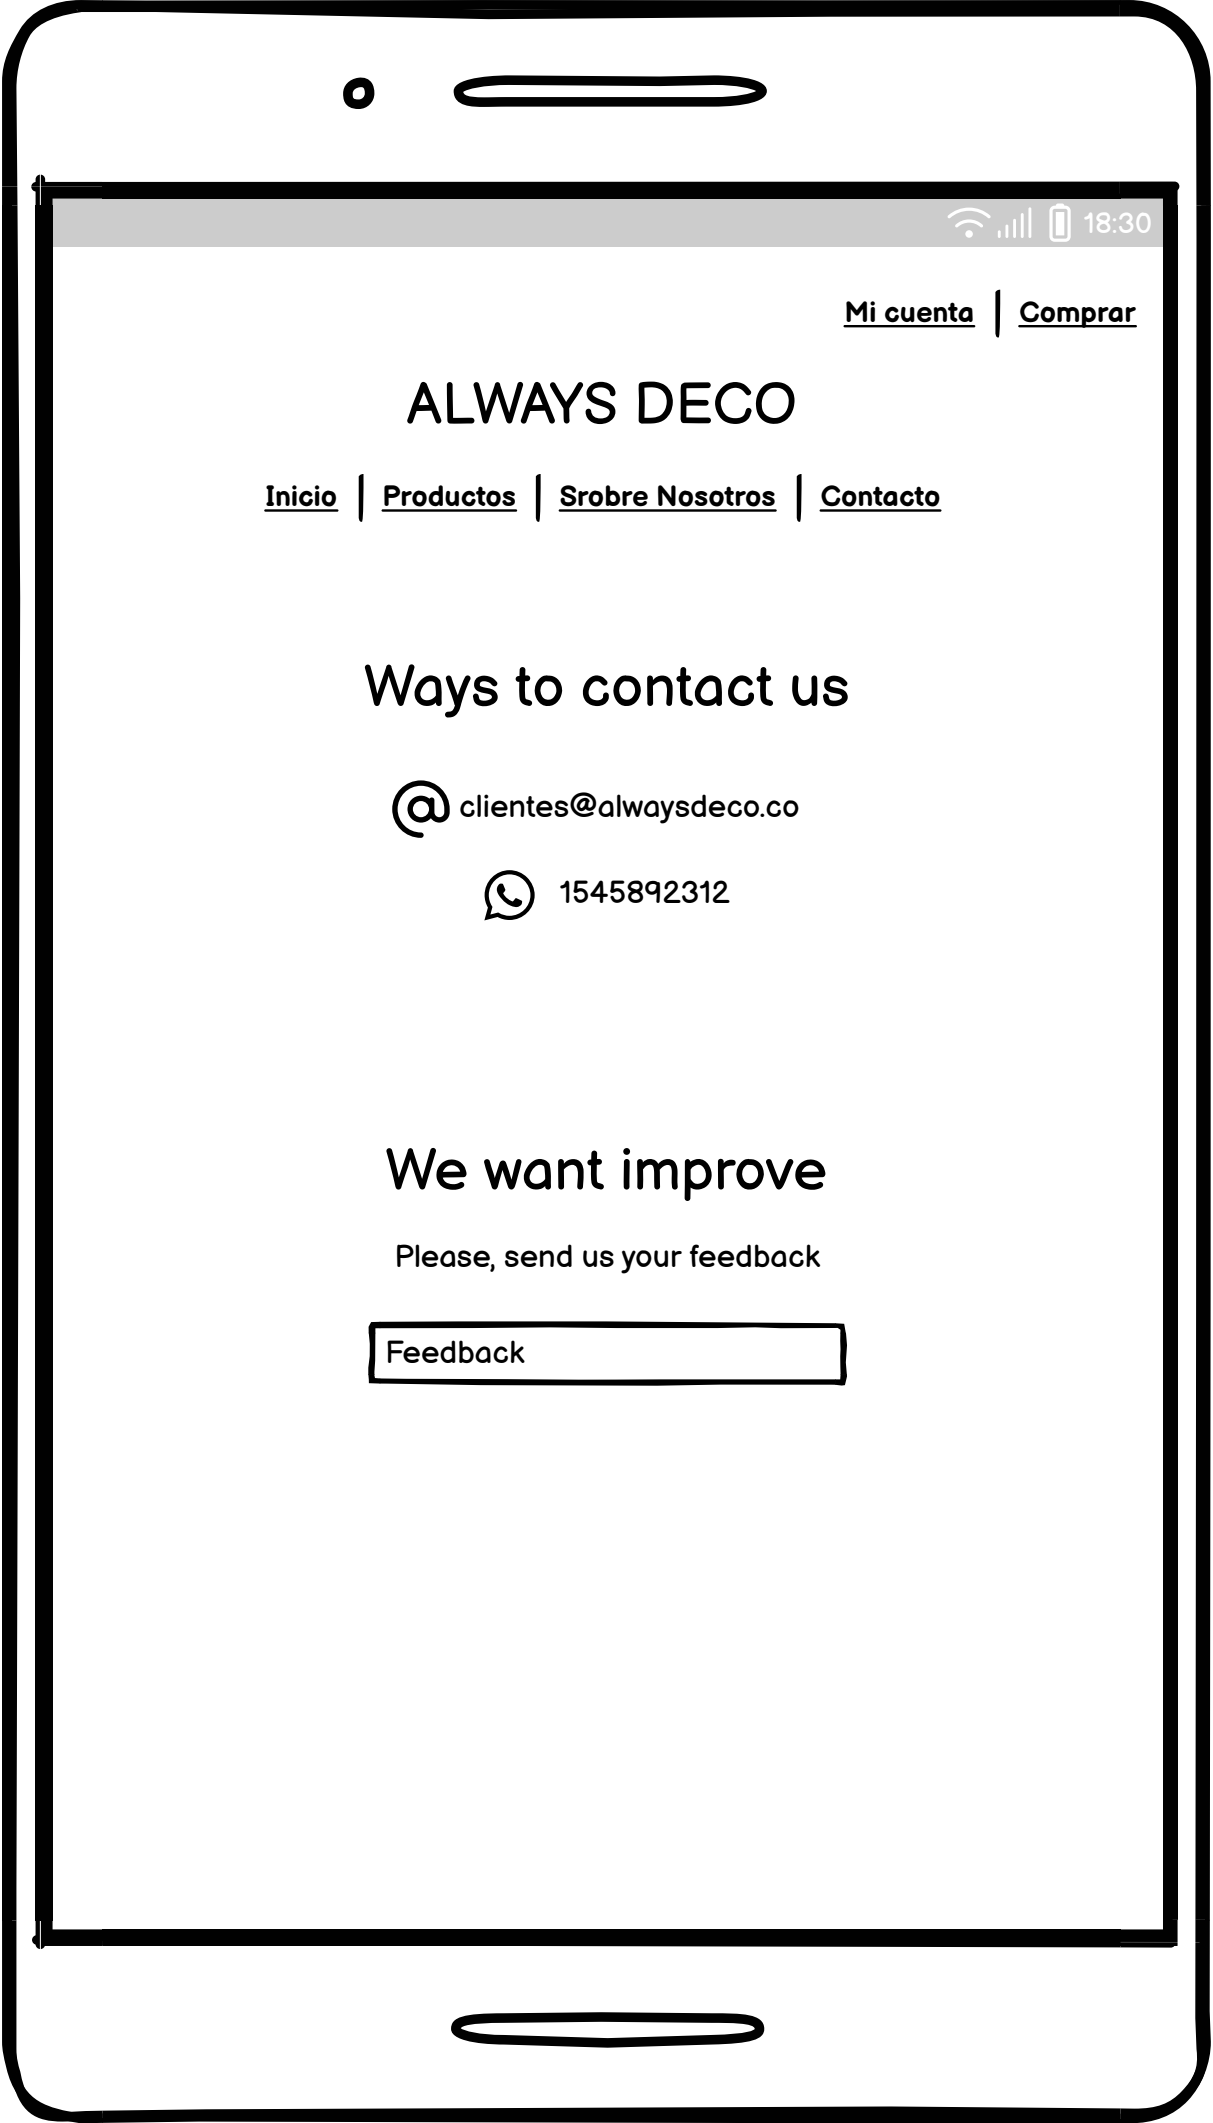 18:30
Mi cuenta | Comprar
ALWAYS DECO
Inicio | Productos | Srobre Nosotros | Contacto
Ways to contact us
@ clientes@alwaysdeco.co
1545892312
We want improve
Please, send us your feedback
Feedback